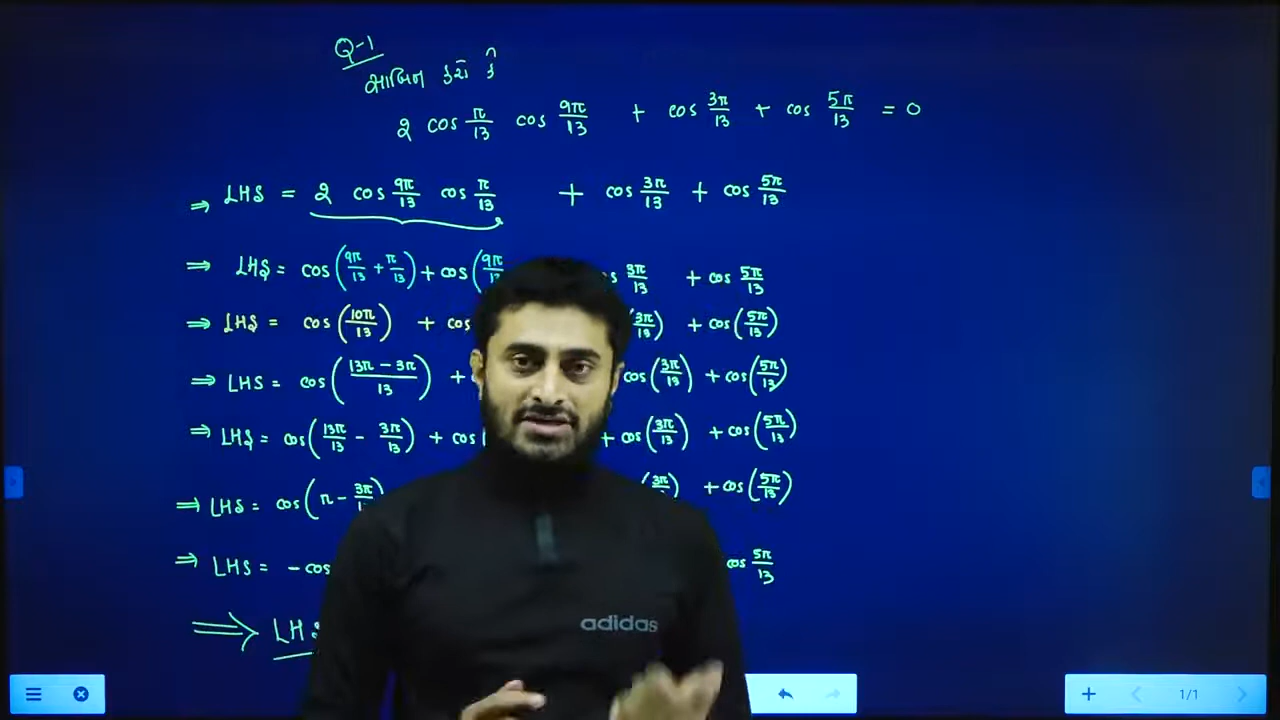 Q-1
સાબિત કરો કે
2 cos π/13 cos 9π/13 + cos 3π/13 + cos 5π/13 = 0
⇒ LHS = 2 cos 9π/13 cos π/13 + cos 3π/13 + cos 5π/13
⇒ LHS = cos(9π/13 + π/13) + cos(9π/13 3π/13 + cos 5π/13
⇒ LHS = cos(10π/13) + cos 3π/13) + cos(5π/13)
⇒ LHS = cos((13π - 3π)/13) + cos(3π/13) + cos(5π/13)
⇒ LHS = cos(13π/13 - 3π/13) + cos( + cos(3π/13) + cos(5π/13)
⇒ LHS = cos(π - 3π/13) (3π/13) + cos(5π/13)
⇒ LHS = -cos cos 5π/13
⇒ LHS
adidas
1/1